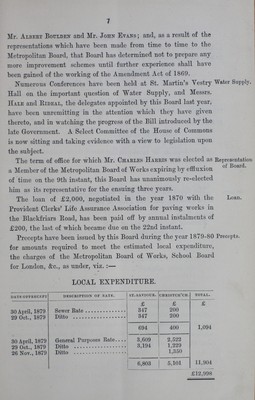 7
Mr. ALBERT BOULDEN and Mr. JOHN EVANS; and, as a result of the
representations which have been made from time to time to the
Metropolitan Board, that Board has determined not to prepare any
more improvement schemes until further experience shall have
been gained of the working of the Amendment Act of 1869.
Numerous Conferences have been held at St. Martin's Vestry
Water Supply.
Hall on the important question of Water Supply, and Messrs.
HALE and REDEAL, the delegates appointed by this Board last year,
have been unremitting in the attention which they have given
thereto, and in watching the progress of the Bill introduced by the
late Government. A Select Committee of the House of Commons
is now sitting and taking evidence with a view to legislation upon
the subject.
The term of office for which Mr. CHARLES HARRIS was elected as
Representation of Board.
a Member of the Metropolitan Board of Works expiring by effluxion
of time on the 9th instant, this Board has unanimously re-elected
him as its representative for the ensuing three years.
The loan of £2,000, negotiated in the year 1870 with the
Loan.
Provident Clerks' Life Assurance Association for paving works in
the Blackfriars Road, has been paid off by annual instalments of
£200, the last of which became due on the 22nd instant.
Precepts have been issued by this Board during the year 1879-80
Precepts.
for amounts required to meet the estimated local expenditure,
the charges of the Metropolitan Board of Works, School Board
for London, &c., as under, viz. :—
LOCAL EXPENDITURE.
DATE OF PRECEPT. DESCRIPTION OF RATE. ST. SAVIOUR. CHRISTCHURCH. TOTAL.
£ £ £
30 April, 1879 Sewer Rate 347 200
29 Oct., 1879 Ditto 347 200
694 400 1,094
30 April, 1879 General Purposes Rate 3,609 2,522
29 Oct., 1879 Ditto 3,194 1,229
26 Nov., 1879 Ditto 1,350
6,803 5,101 11,904
£12,998